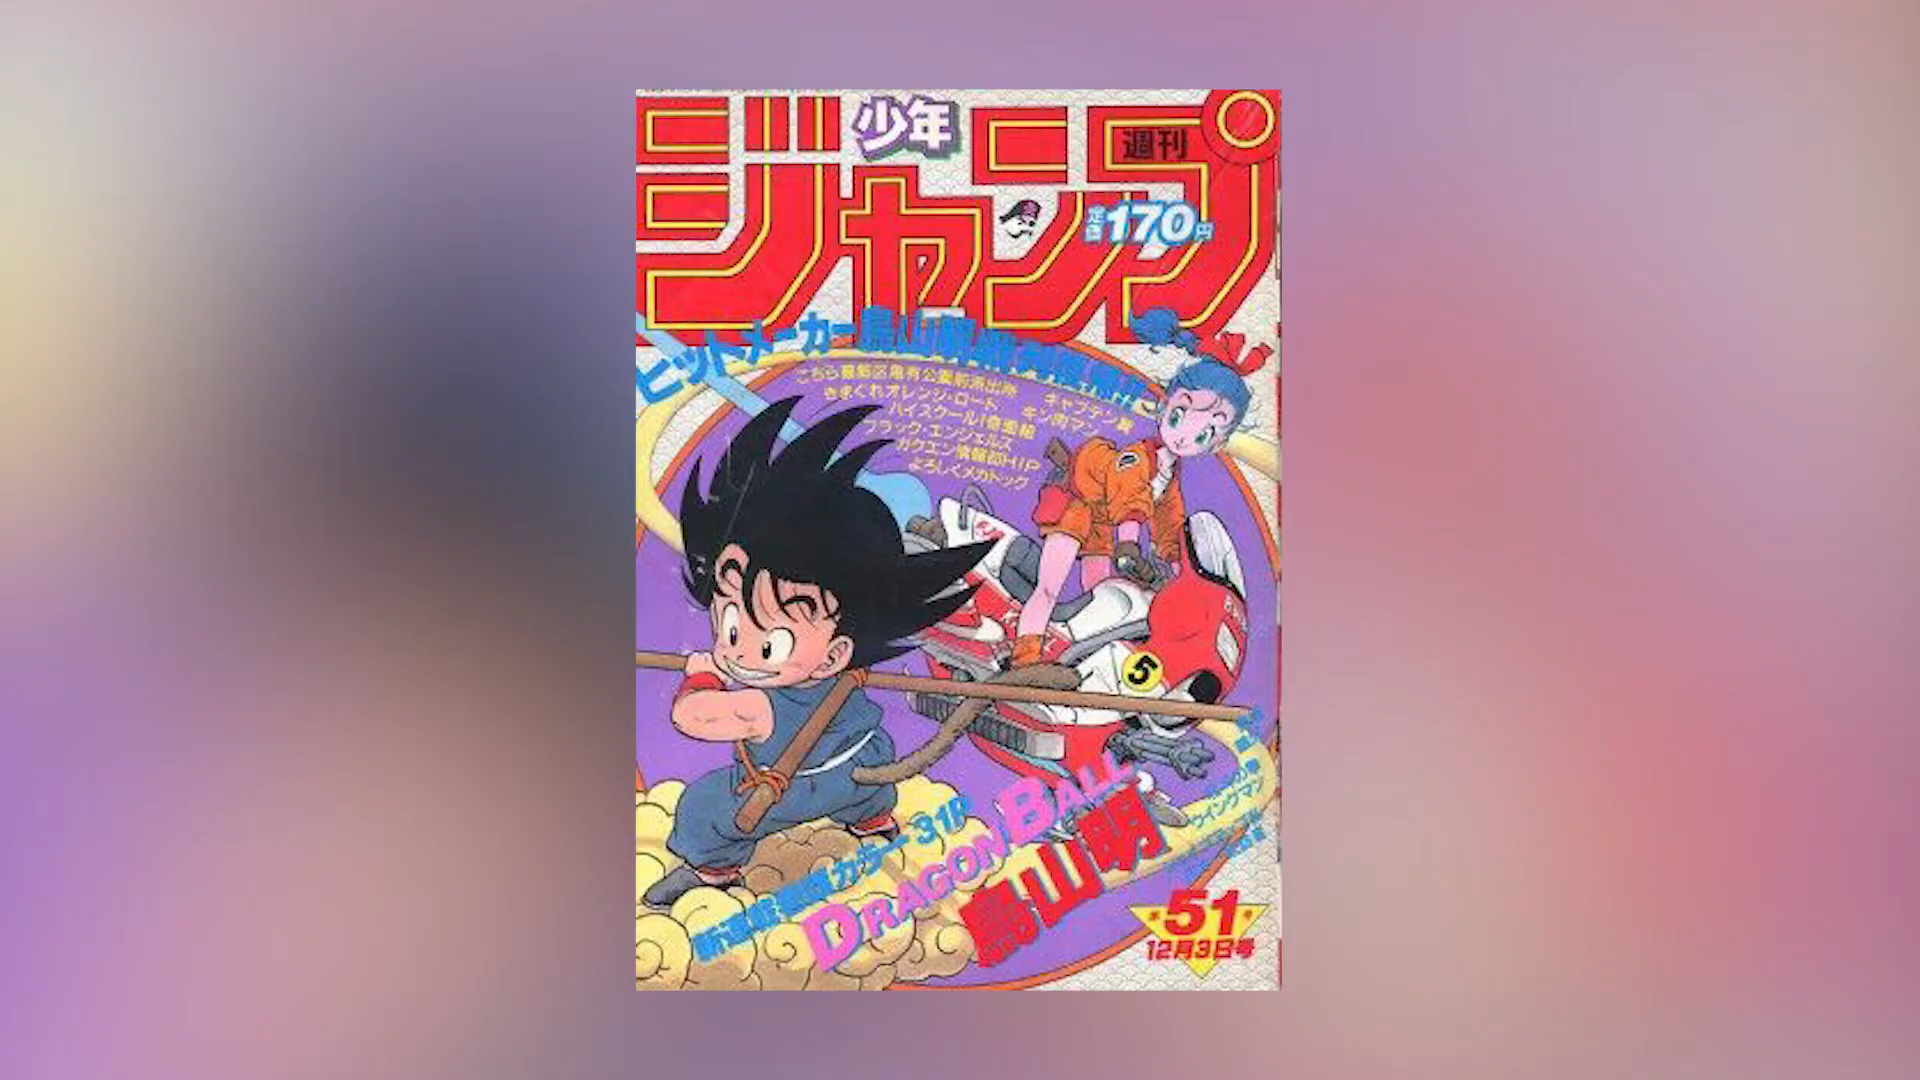 少年
週刊
ジャンプ
定価170円
ヒットメーカー鳥山明
こちら葛飾区亀有公園前派出所
キャプテン翼
きまぐれオレンジ・ロード
キン肉マン
ハイスクール!奇面組
ブラック・エンジェルズ
ガクエン情報部HIP
よろしくメカドック
5
ウイングマン
新連載
カラー31P
DRAGON BALL
鳥山明
51
12月3日号